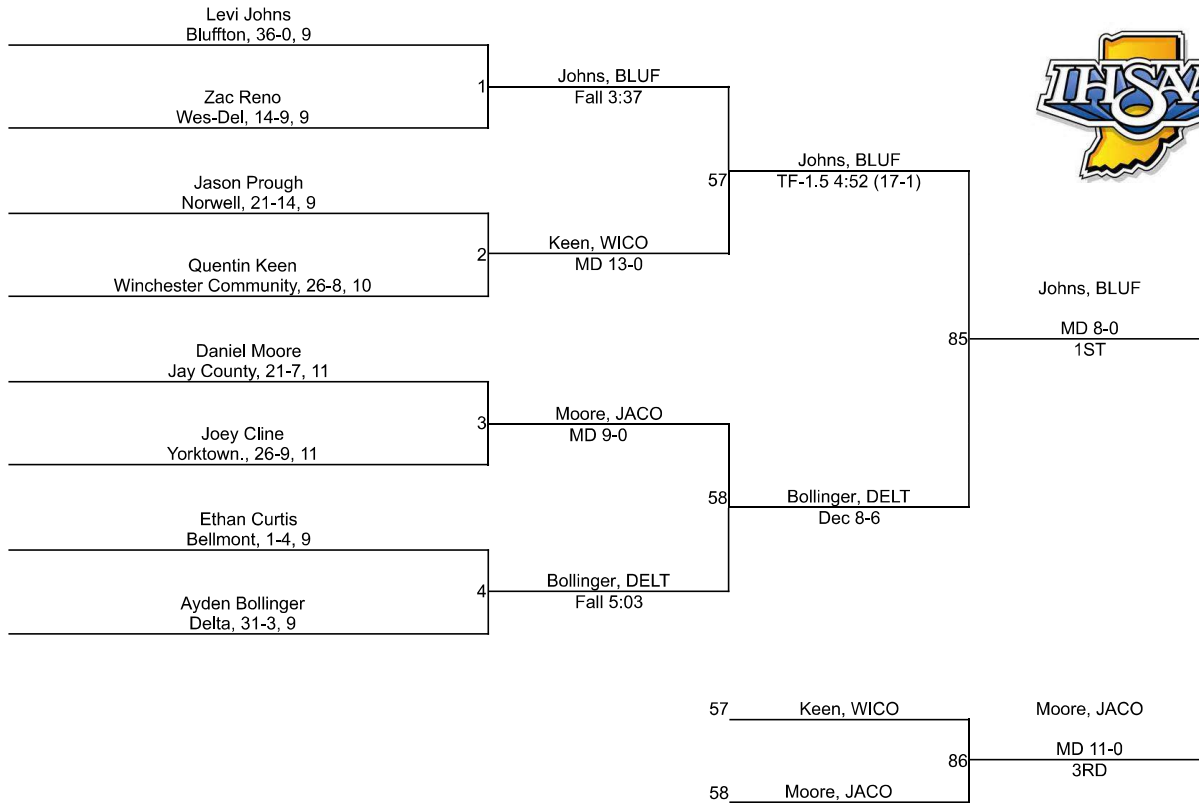 Levi Johns
Bluffton, 36-0, 9
Zac Reno
Wes-Del, 14-9, 9
1
Johns, BLUF
Fall 3:37
Jason Prough
Norwell, 21-14, 9
Quentin Keen
Winchester Community, 26-8, 10
2
Keen, WICO
MD 13-0
57
Johns, BLUF
TF-1.5 4:52 (17-1)
Daniel Moore
Jay County, 21-7, 11
Joey Cline
Yorktown., 26-9, 11
3
Moore, JACO
MD 9-0
Ethan Curtis
Bellmont, 1-4, 9
Ayden Bollinger
Delta, 31-3, 9
4
Bollinger, DELT
Fall 5:03
58
Bollinger, DELT
Dec 8-6
85
Johns, BLUF
MD 8-0
1ST
IHSAA
57
Keen, WICO
58
Moore, JACO
86
Moore, JACO
MD 11-0
3RD